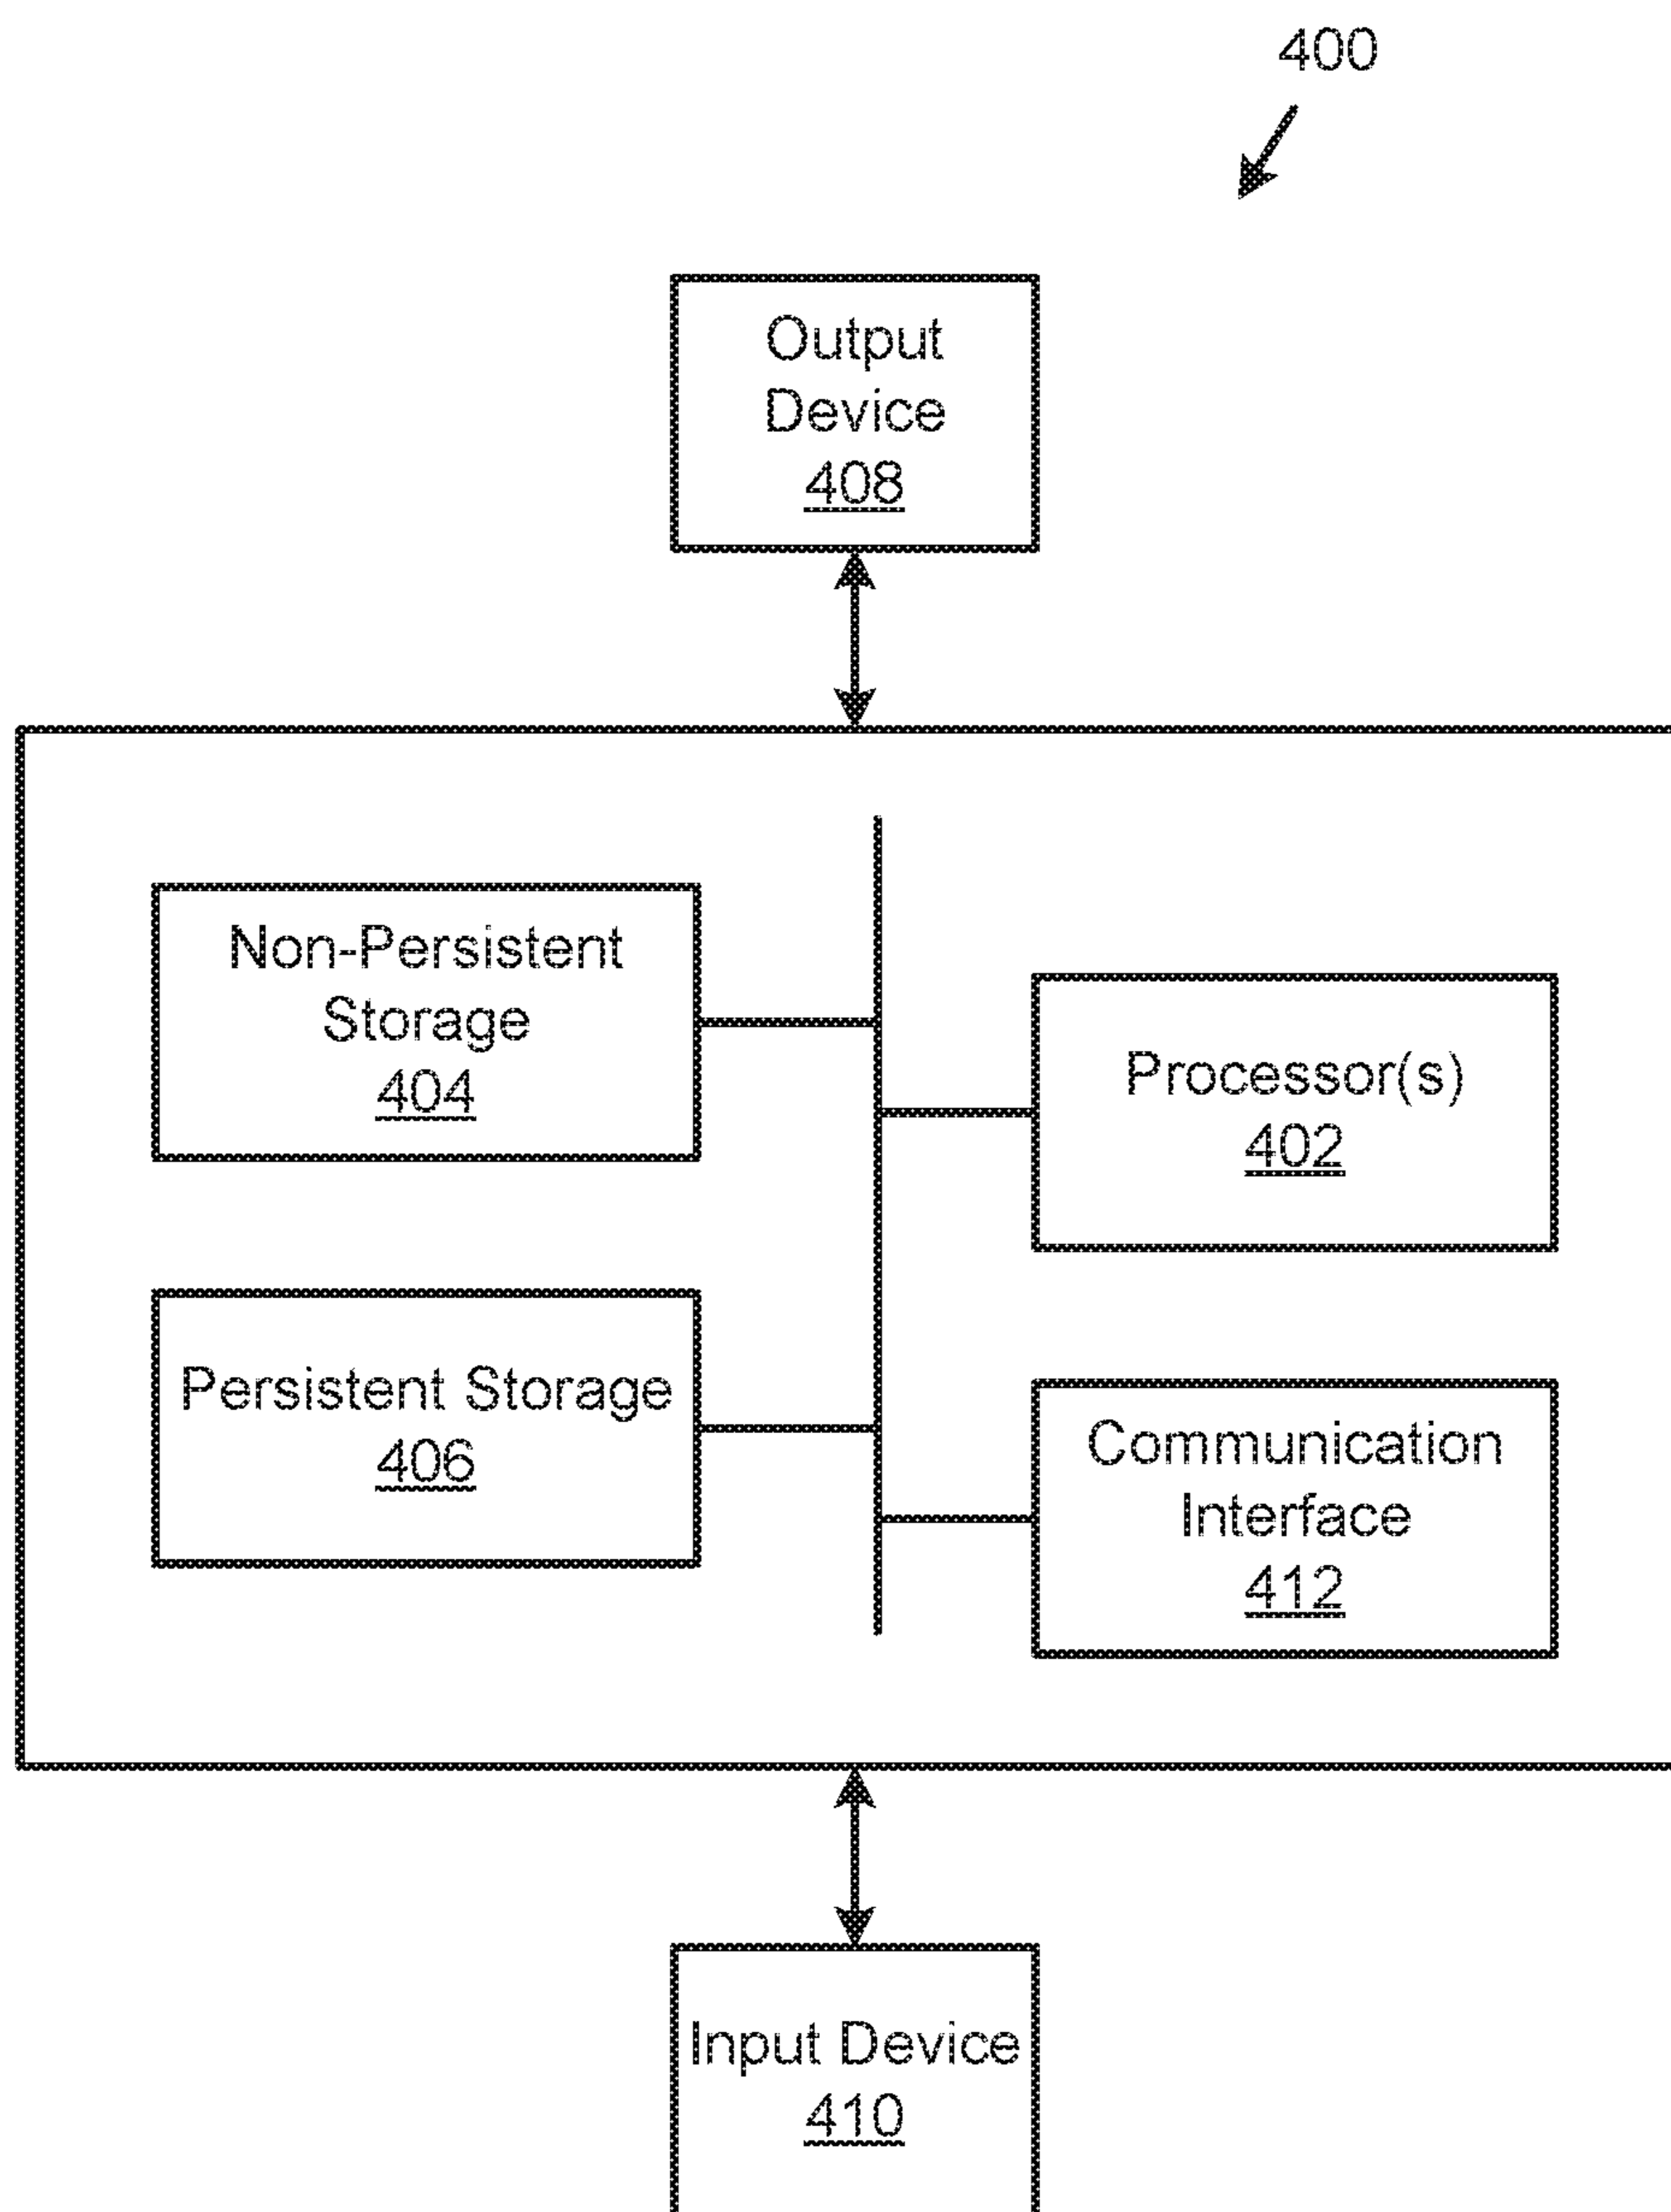 400
Output
Device
408
Non-Persistent
Storage
404
Processor(s)
402
Persistent Storage
406
Communication
Interface
412
Input Device
410